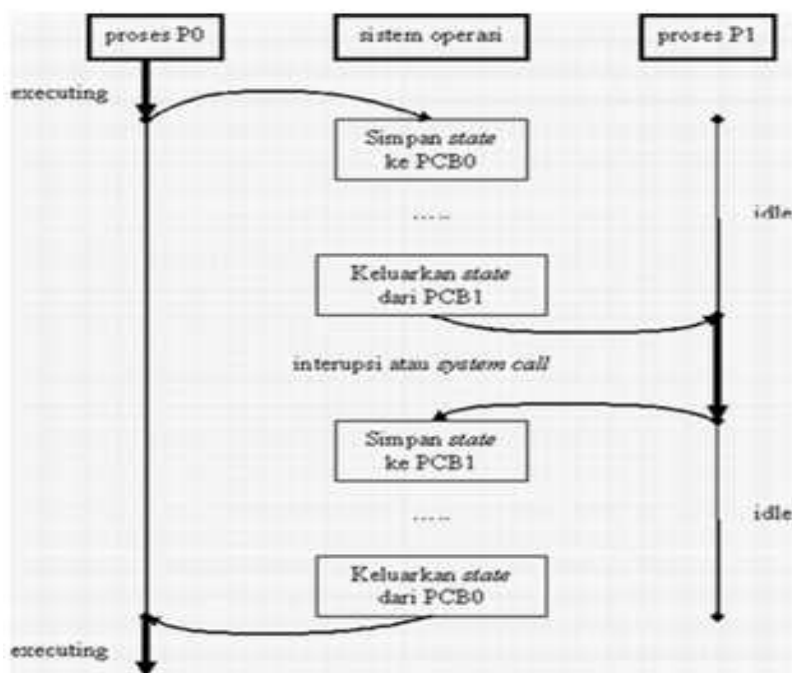 proses P0
sistem operasi
proses P1
executing
Simpan state
ke PCB0
.....
idle
Keluarkan state
dari PCB1
interupsi atau system call
Simpan state
ke PCB1
.....
idle
Keluarkan state
dari PCB0
executing